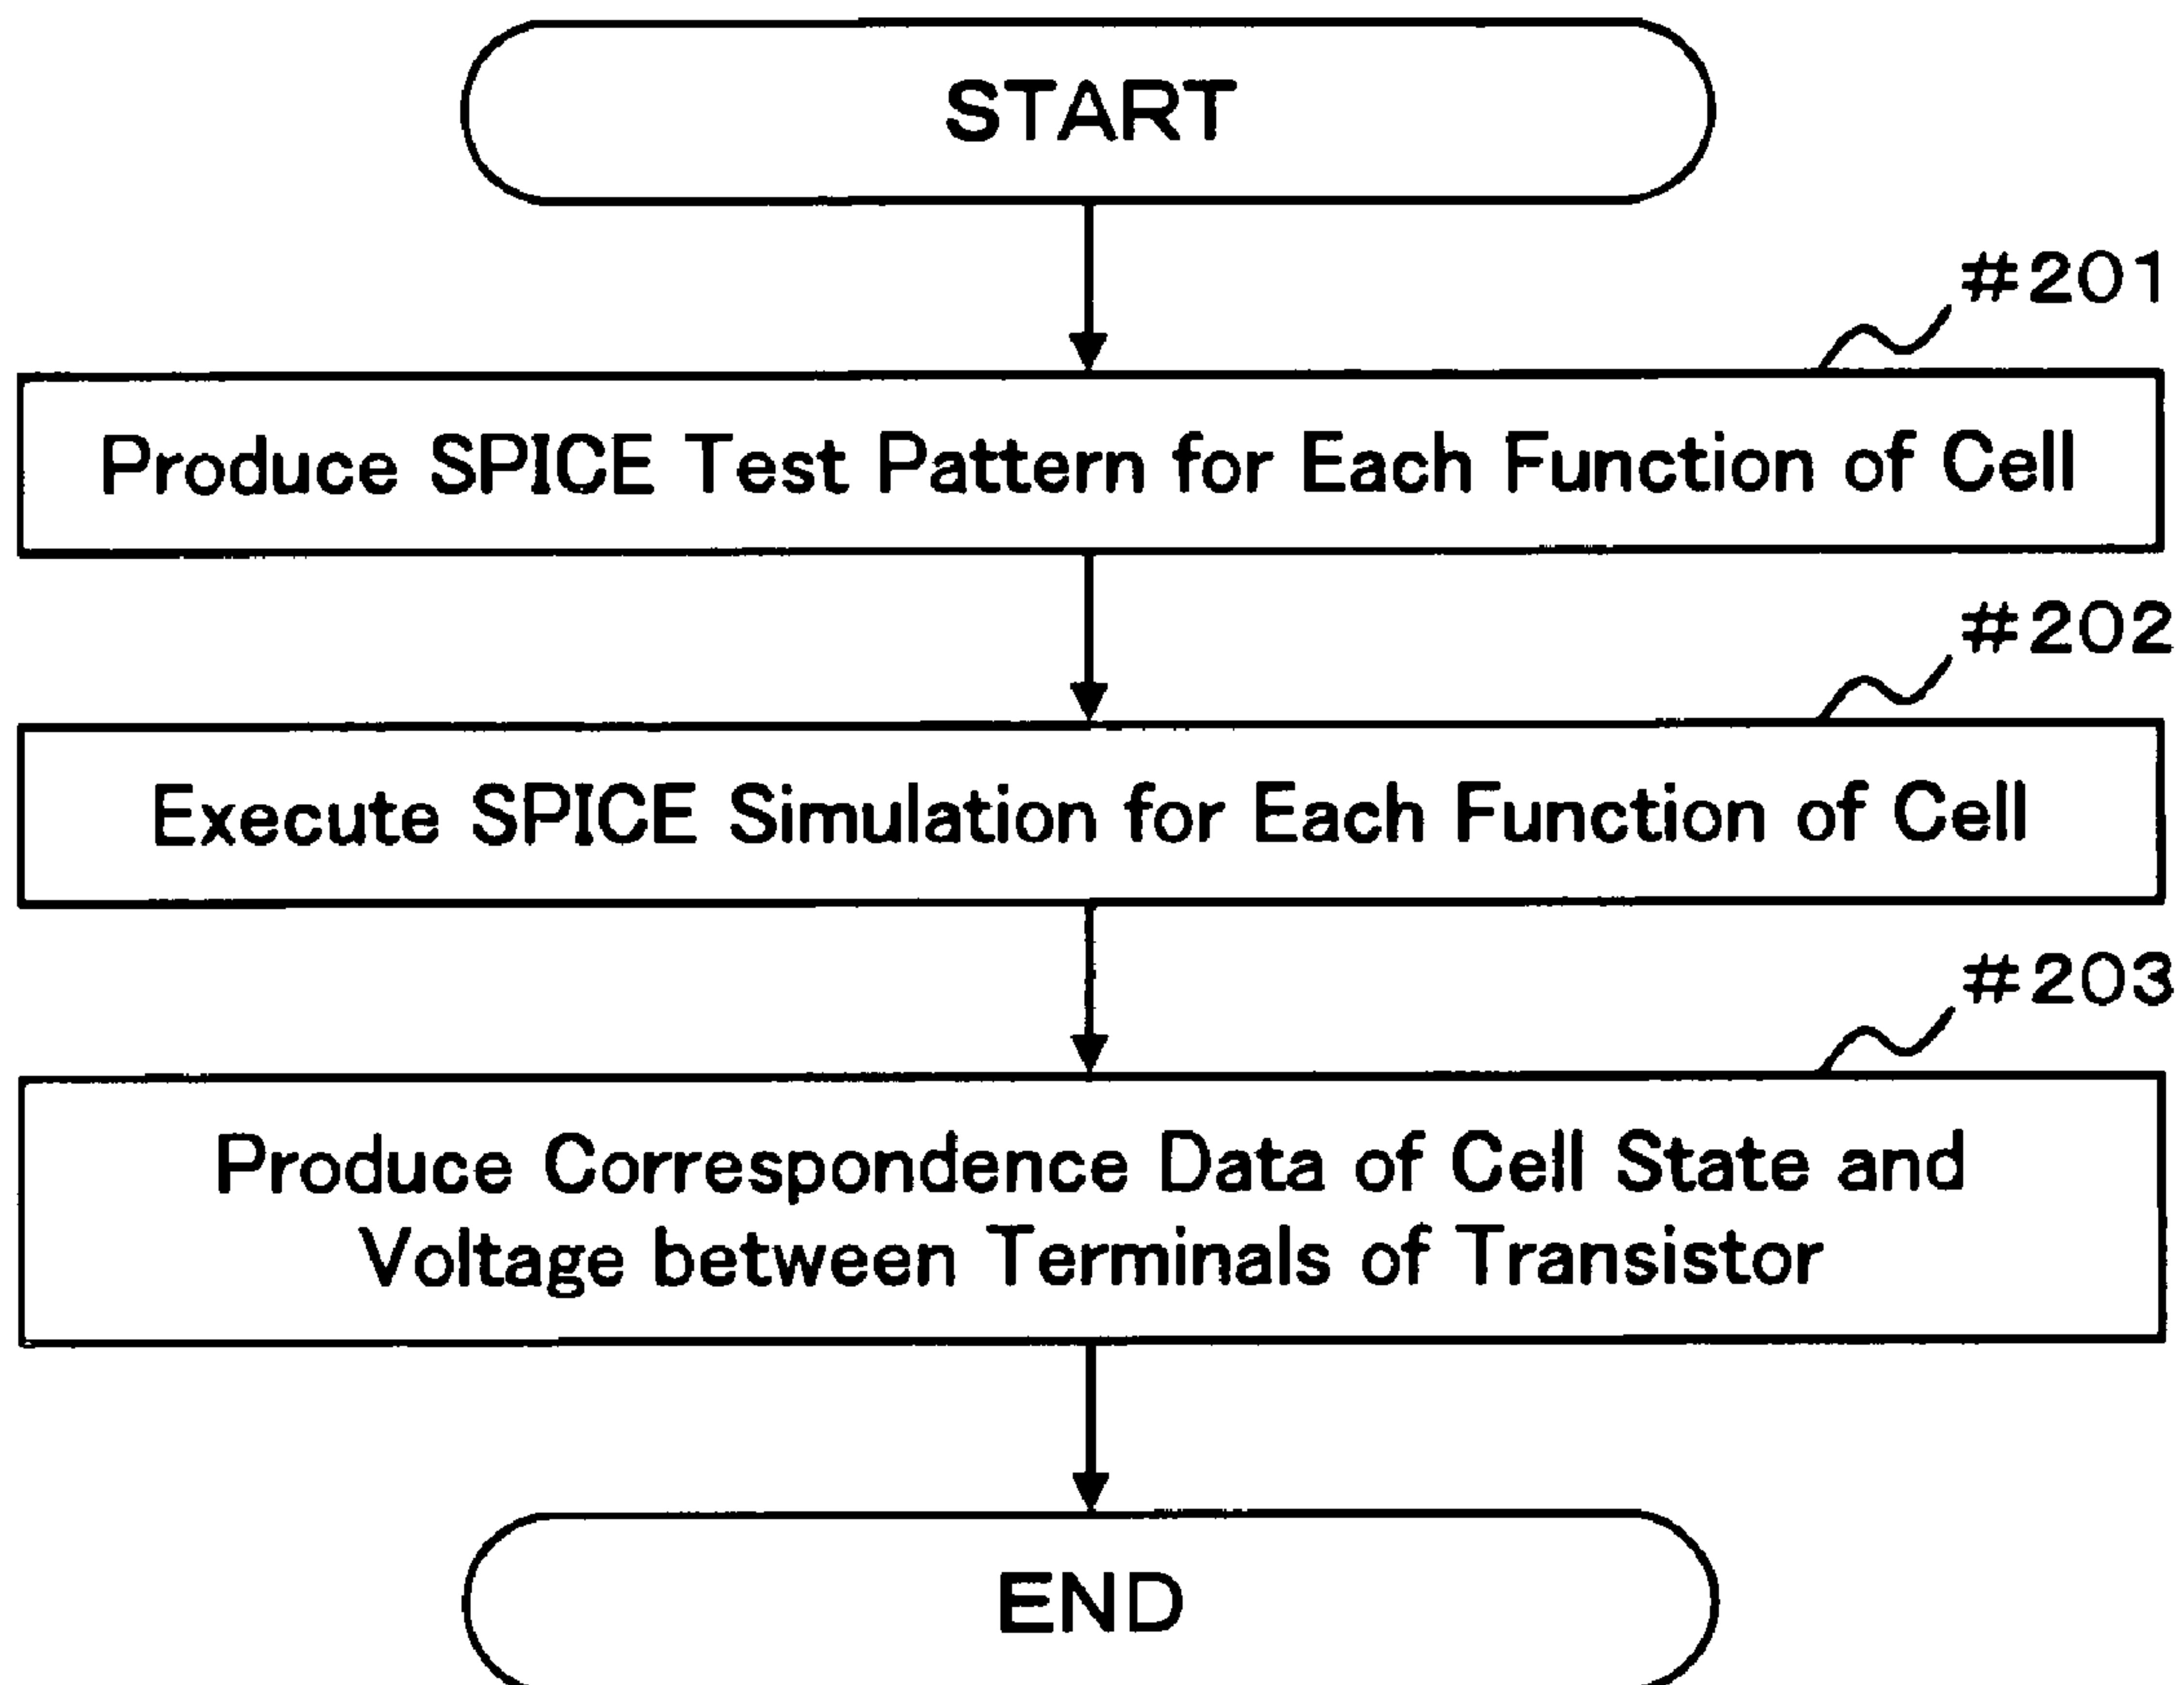 START
#201
Produce SPICE Test Pattern for Each Function of Cell
#202
Execute SPICE Simulation for Each Function of Cell
#203
Produce Correspondence Data of Cell State and
Voltage between Terminals of Transistor
END